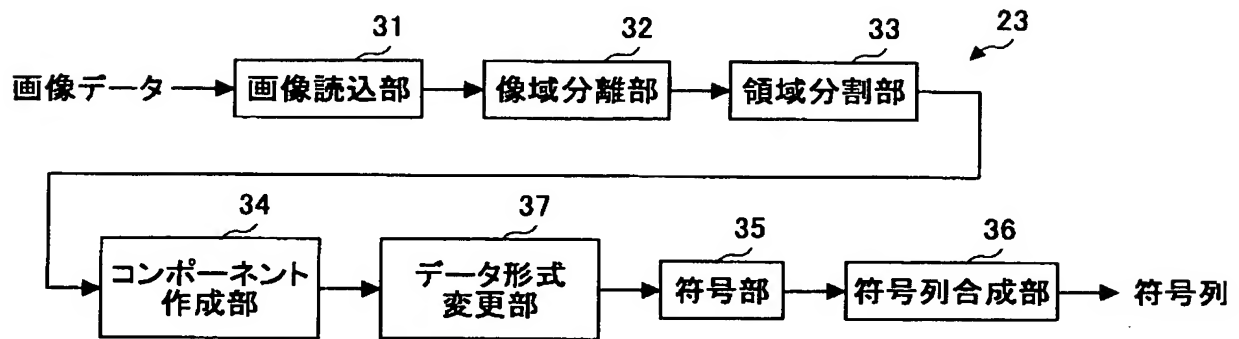 31
32
33
23
画像データ
画像読込部
像域分離部
領域分割部
34
37
35
36
コンポーネント
作成部
データ形式
変更部
符号部
符号列合成部
符号列